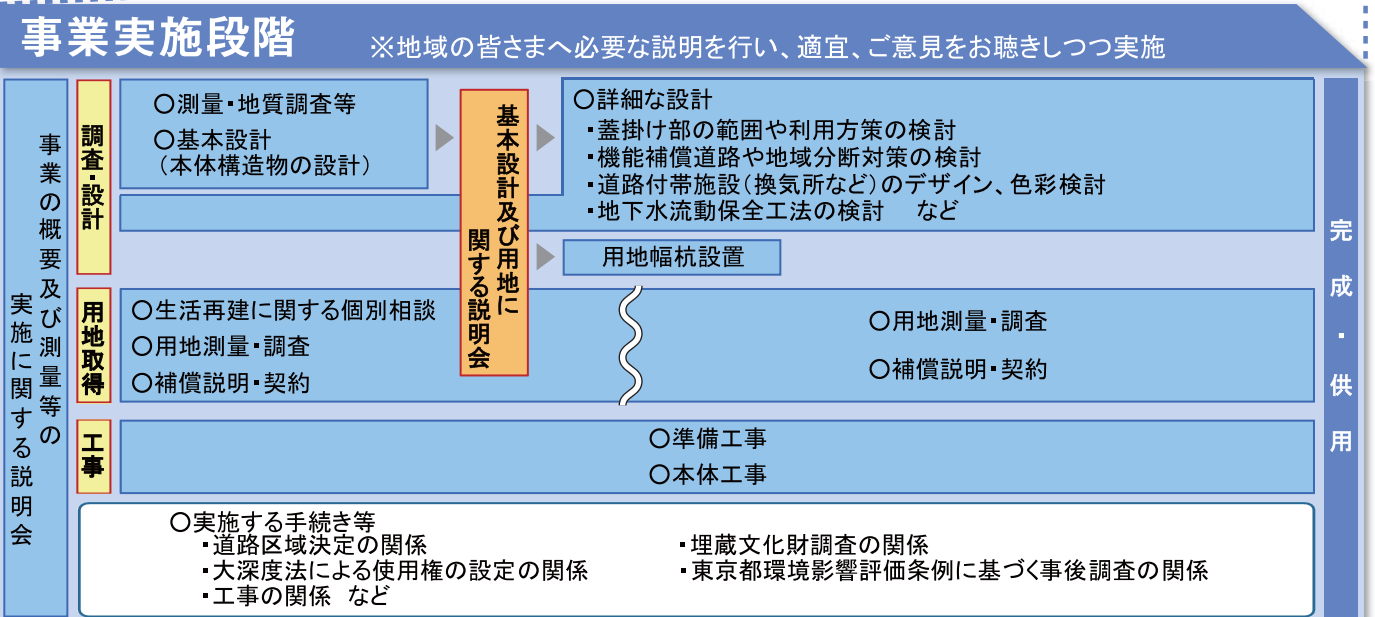 事業実施段階
※地域の皆さまへ必要な説明を行い、適宜、ご意見をお聴きしつつ実施
事業の概要及び測量等の
実施に関する説明会
調査・設計
○測量・地質調査等
○基本設計
（本体構造物の設計）
基本設計及び用地に
関する説明会
○詳細な設計
・蓋掛け部の範囲や利用方策の検討
・機能補償道路や地域分断対策の検討
・道路付帯施設（換気所など）のデザイン、色彩検討
・地下水流動保全工法の検討　など
用地幅杭設置
用地取得
○生活再建に関する個別相談
○用地測量・調査
○補償説明・契約
○用地測量・調査
○補償説明・契約
工事
○準備工事
○本体工事
○実施する手続き等
・道路区域決定の関係
・大深度法による使用権の設定の関係
・工事の関係　など
・埋蔵文化財調査の関係
・東京都環境影響評価条例に基づく事後調査の関係
完成・供用